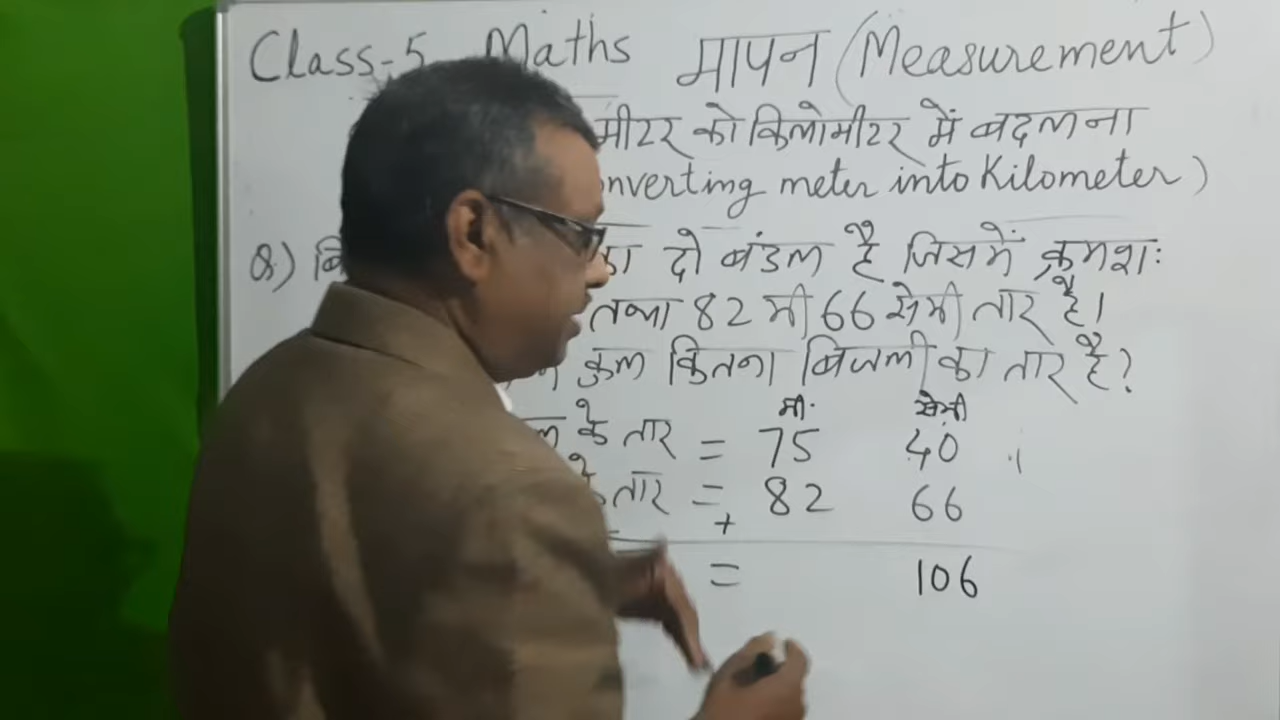 Class-5 Maths मापन (Measurement)
मीटर को किलोमीटर में बदलना
nverting meter into Kilometer)
Q) बि का दो बंडल है जिसमें क्रमशः
तथा 82 मी 66 सेमी तार है।
कुल कितना बिजली का तार है?
मी. सेमी
ल के तार = 75 40
के तार = 82 66
+
= 106